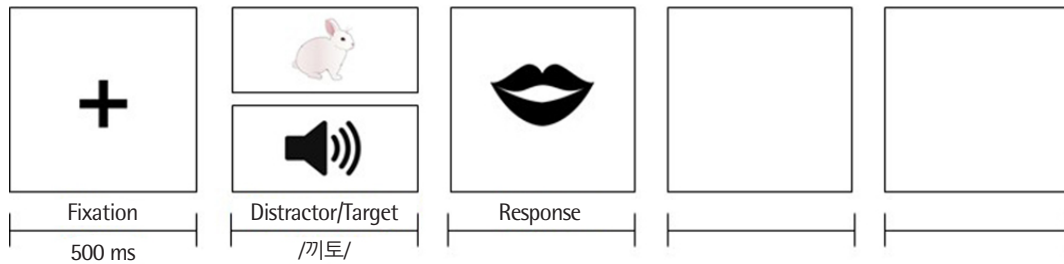 Fixation
Distractor/Target
Response
500 ms
/끼토/